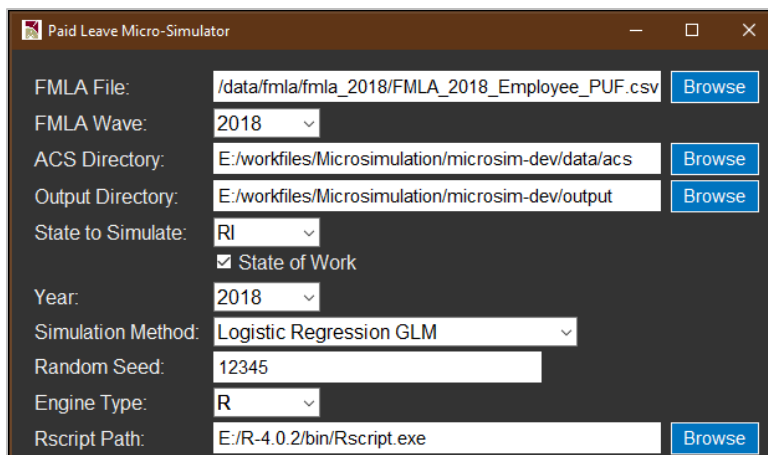 Paid Leave Micro-Simulator
FMLA File: /data/fmla/fmla_2018/FMLA_2018_Employee_PUF.csv Browse
FMLA Wave: 2018
ACS Directory: E:/workfiles/Microsimulation/microsim-dev/data/acs Browse
Output Directory: E:/workfiles/Microsimulation/microsim-dev/output Browse
State to Simulate: RI
State of Work
Year: 2018
Simulation Method: Logistic Regression GLM
Random Seed: 12345
Engine Type: R
Rscript Path: E:/R-4.0.2/bin/Rscript.exe Browse